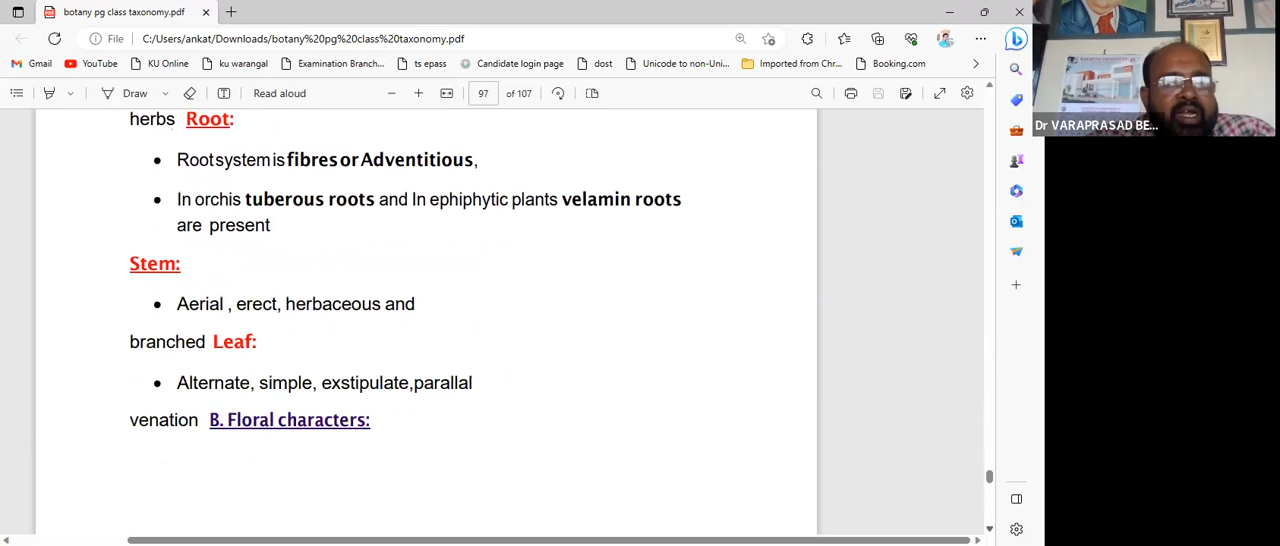 botany pg class taxonomy.pdf
File C:/Users/ankat/Downloads/botany%20pg%20class%20taxonomy.pdf
Gmail YouTube KU Online ku warangal Examination Branch... ts epass Candidate login page dost Unicode to non-Uni... Imported from Chr... Booking.com
Draw Read aloud 97 of 107
Dr VARAPRASAD BE...
herbs Root:
• Root system is fibres or Adventitious,
• In orchis tuberous roots and In ephiphytic plants velamin roots
are present
Stem:
• Aerial , erect, herbaceous and
branched Leaf:
• Alternate, simple, exstipulate,parallal
venation B. Floral characters: